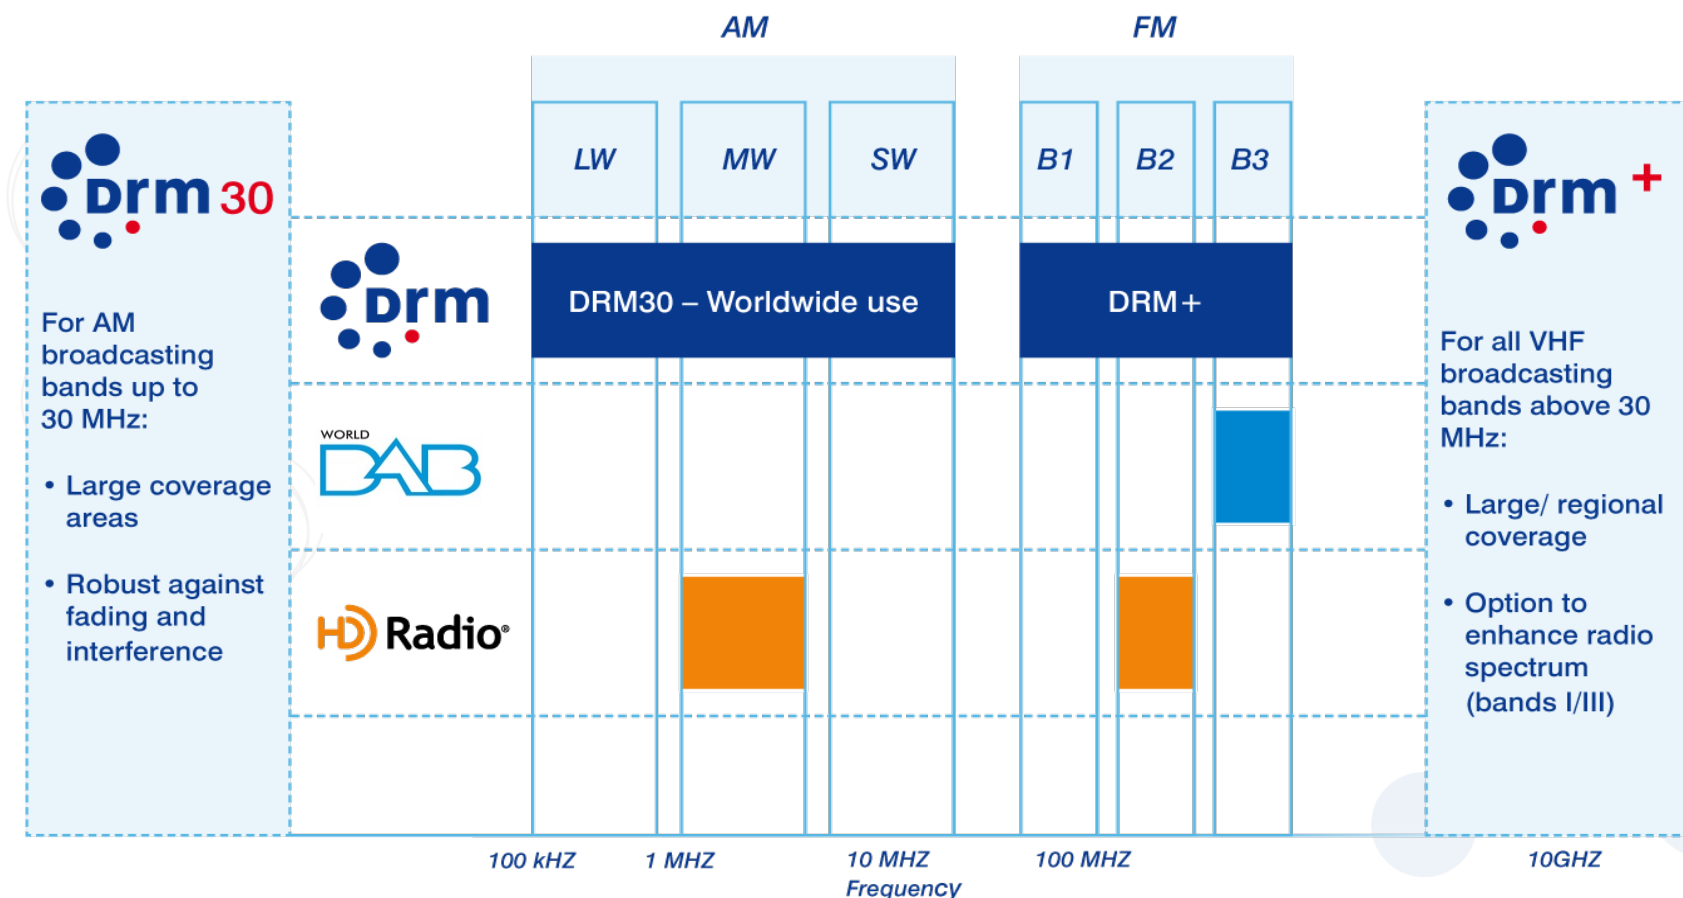 AM
FM
LW
MW
SW
B1
B2
B3
Drm 30
For AM
broadcasting
bands up to
30 MHz:
• Large coverage
areas
• Robust against
fading and
interference
Drm
DRM30 – Worldwide use
DRM+
WORLD
DAB
HD Radio®
Drm +
For all VHF
broadcasting
bands above 30
MHz:
• Large/ regional
coverage
• Option to
enhance radio
spectrum
(bands I/III)
100 kHZ
1 MHZ
10 MHZ
100 MHZ
10GHZ
Frequency